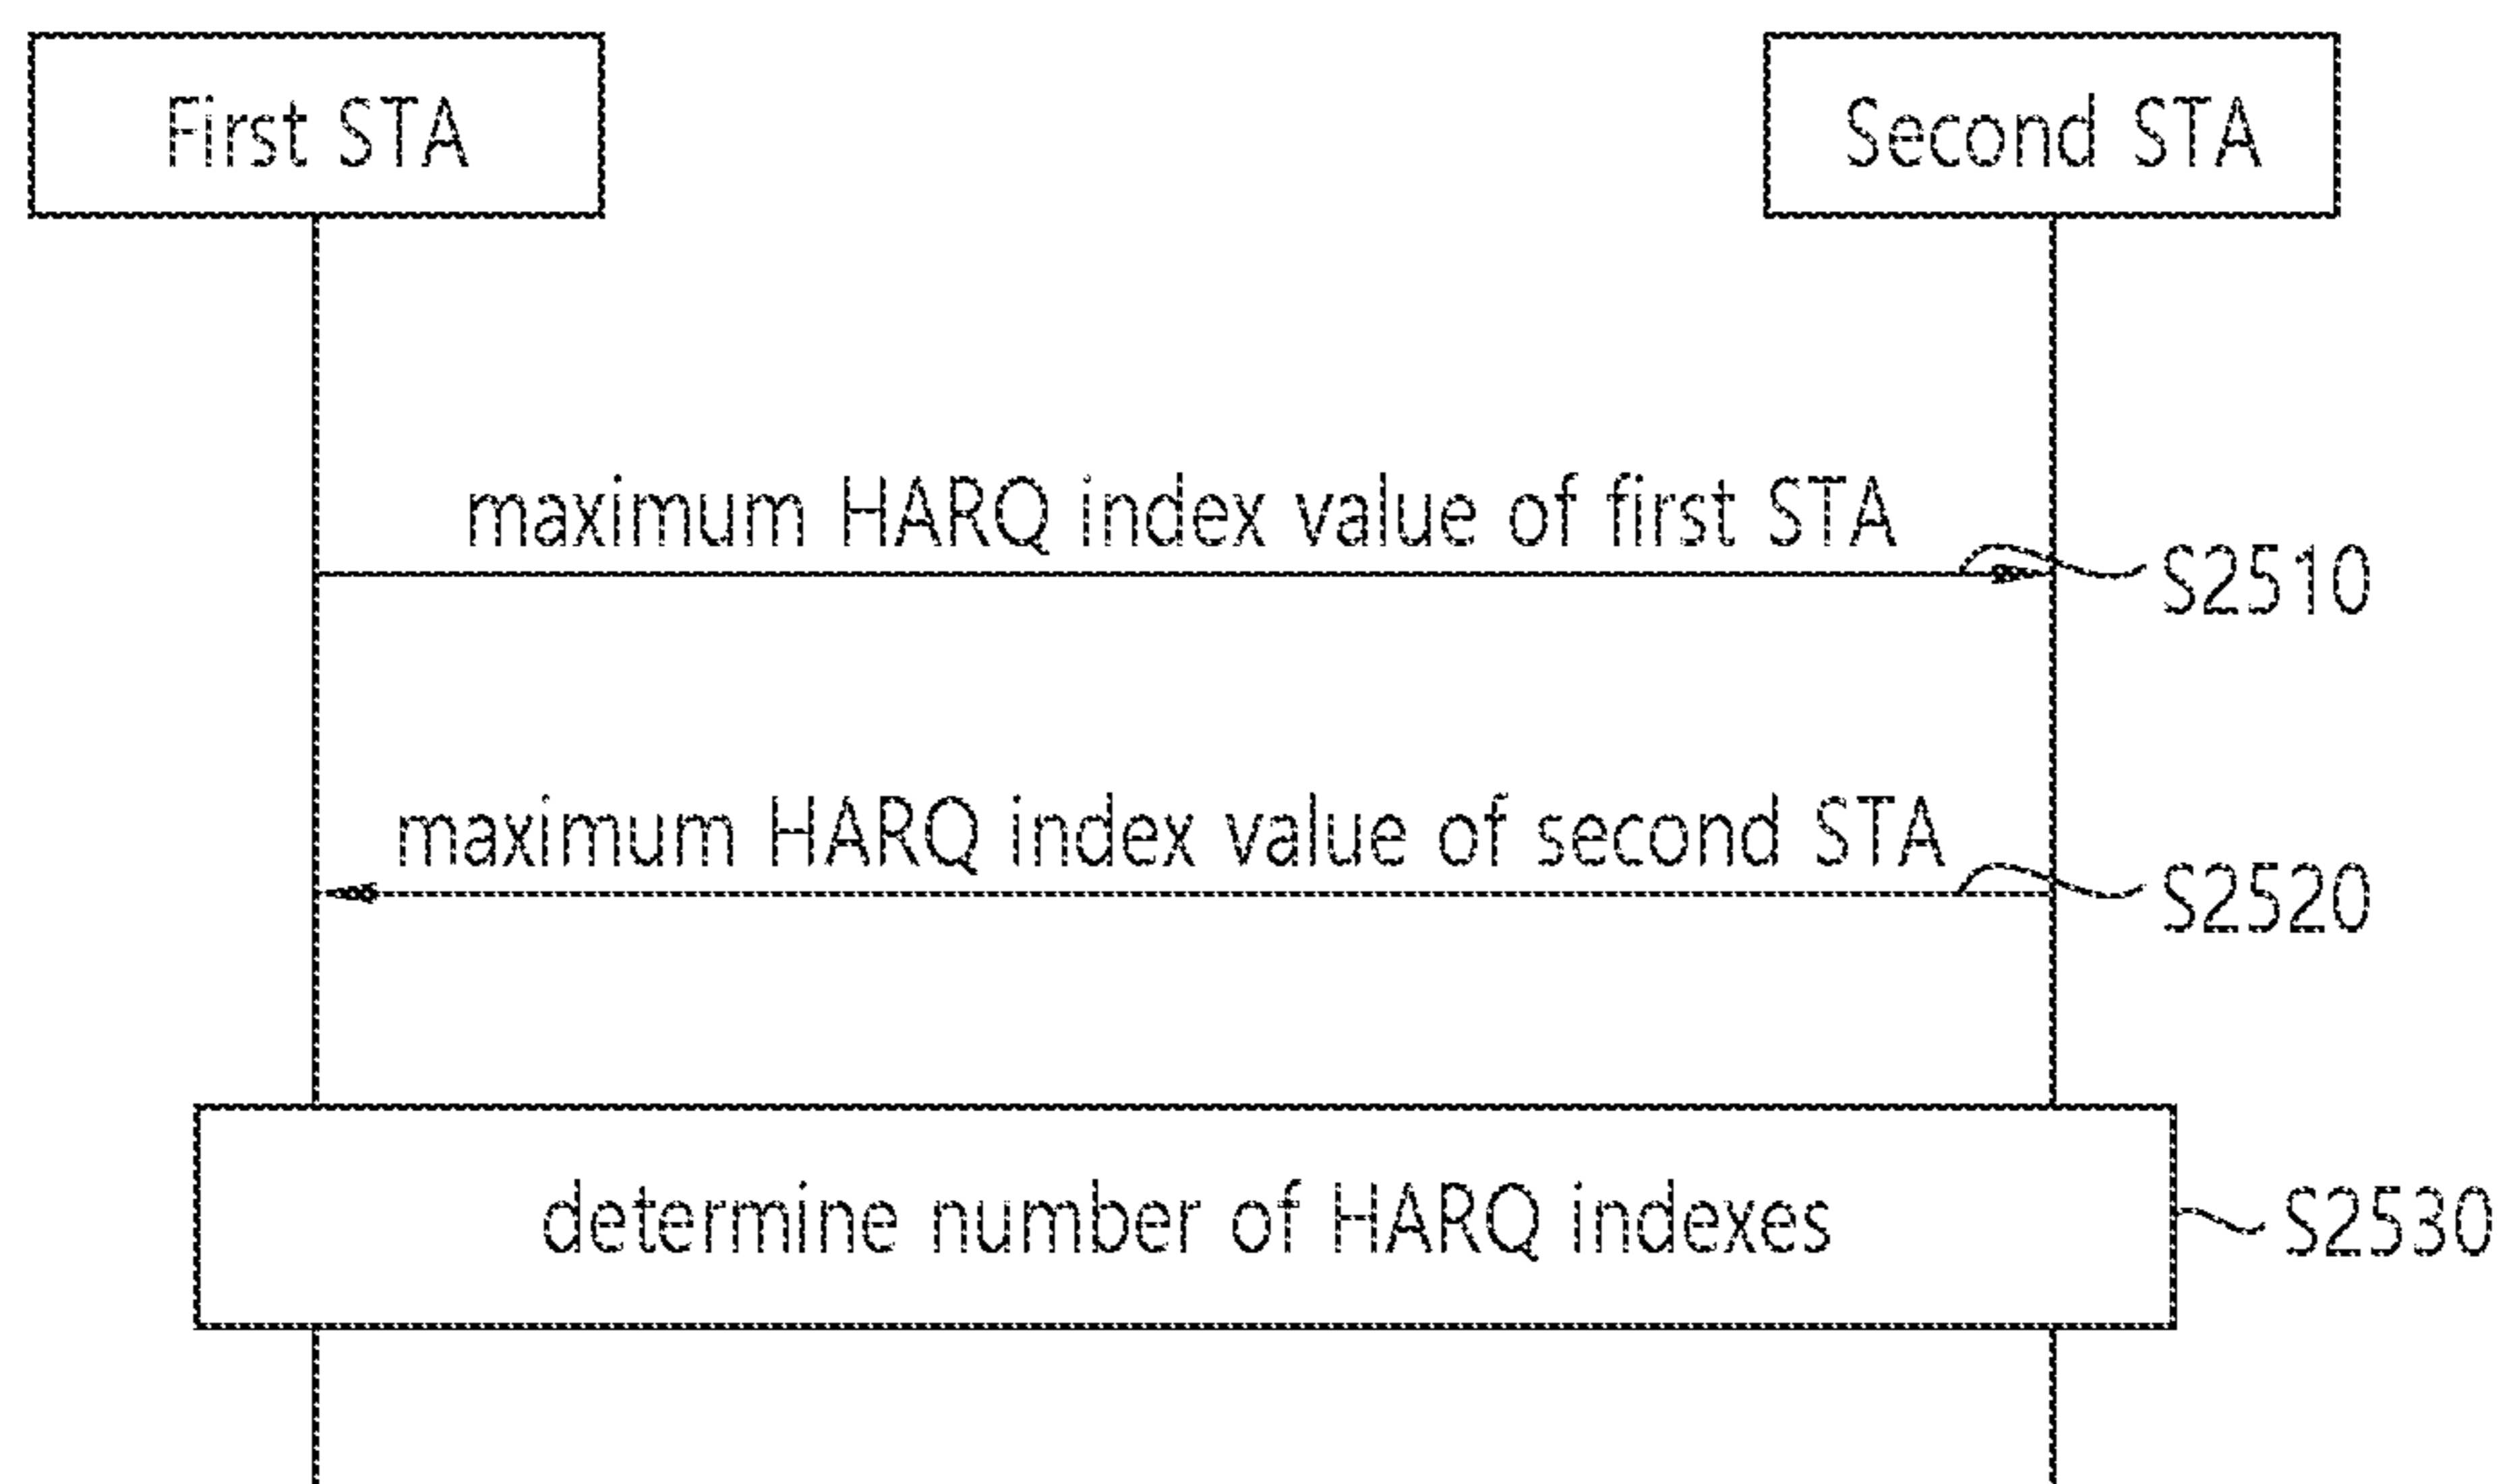 First STA
Second STA
maximum HARQ index value of first STA
S2510
maximum HARQ index value of second STA
S2520
determine number of HARQ indexes
S2530